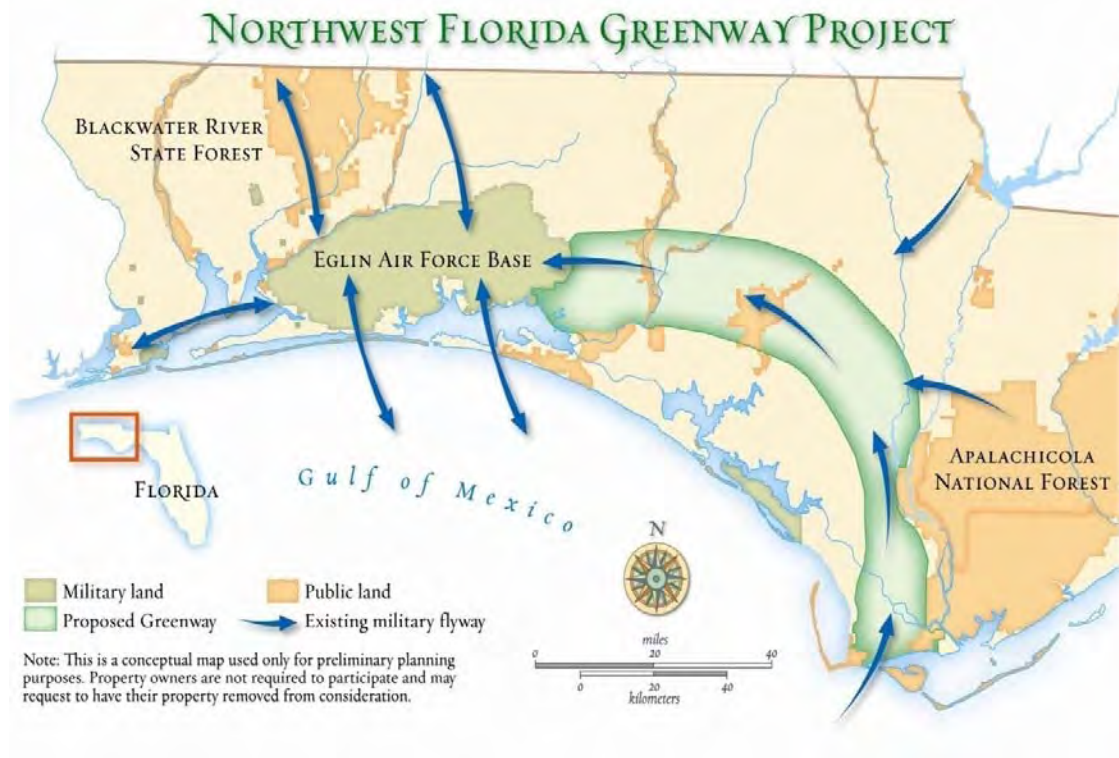 NORTHWEST FLORIDA GREENWAY PROJECT
BLACKWATER RIVER
STATE FOREST
EGLIN AIR FORCE BASE
APALACHICOLA
NATIONAL FOREST
FLORIDA
Gulf of Mexico
N
Military land
Public land
Proposed Greenway
Existing military flyway
Note: This is a conceptual map used only for preliminary planning
purposes. Property owners are not required to participate and may
request to have their property removed from consideration.
miles
0 20 40
0 20 40
kilometers